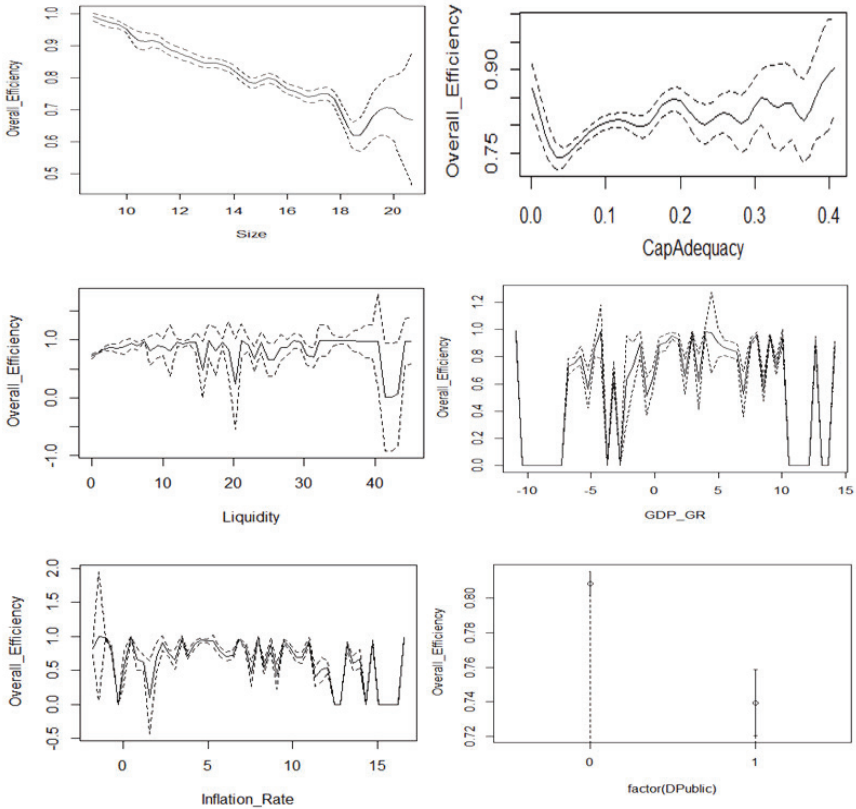 Overall_Efficiency
1.0
0.9
0.8
0.7
0.6
0.5
10 12 14 16 18 20
Size
Overall_Efficiency
0.90
0.75
0.0 0.1 0.2 0.3 0.4
CapAdequacy
Overall_Efficiency
1.0
0.0
-1.0
0 10 20 30 40
Liquidity
Overall_Efficiency
1.2
1.0
0.8
0.6
0.4
0.2
0.0
-10 -5 0 5 10 15
GDP_GR
Overall_Efficiency
2.0
1.5
1.0
0.5
0.0
-0.5
0 5 10 15
Inflation_Rate
Overall_Efficiency
0.80
0.78
0.76
0.74
0.72
0 1
factor(DPublic)